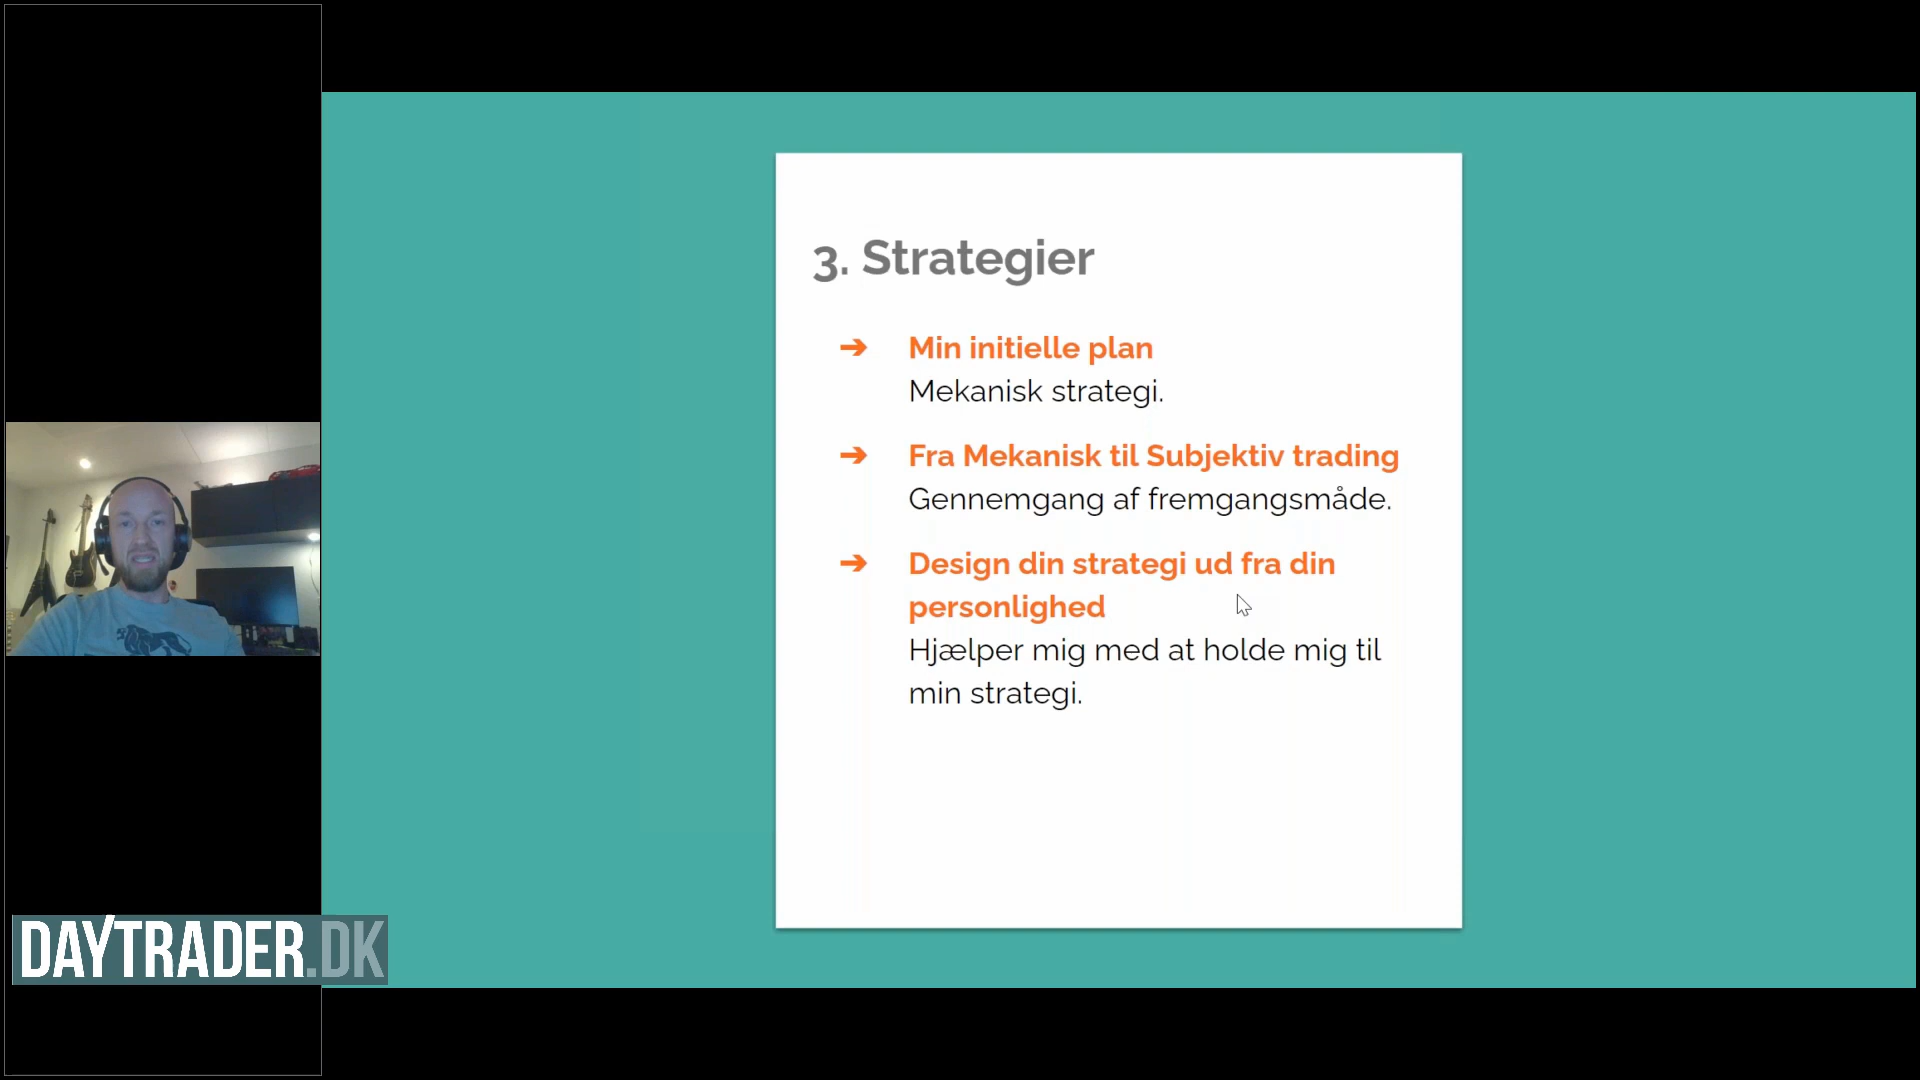 3. Strategier
➔ Min initielle plan
Mekanisk strategi.
➔ Fra Mekanisk til Subjektiv trading
Gennemgang af fremgangsmåde.
➔ Design din strategi ud fra din
personlighed
Hjælper mig med at holde mig til
min strategi.
DAYTRADER.DK